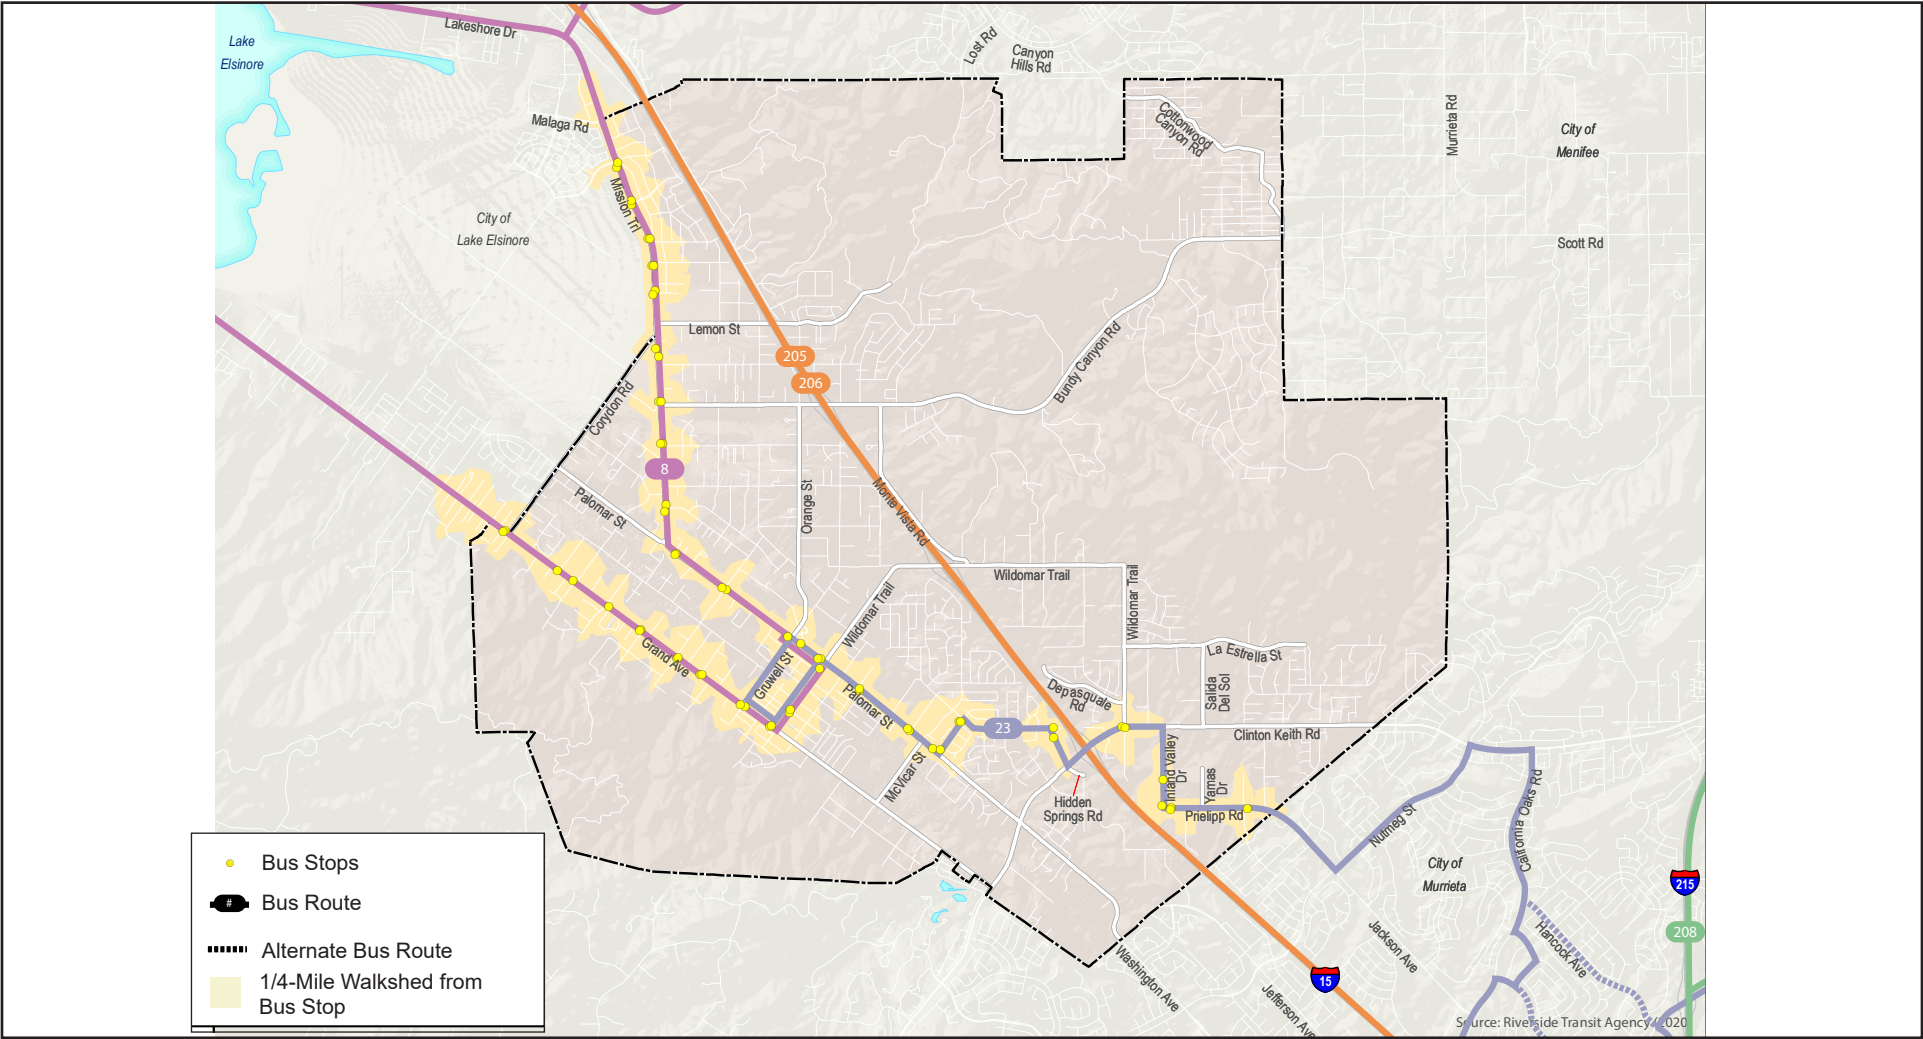 Lakeshore Dr
Lake
Elsinore
Lost Rd
Canyon
Hills Rd
Malaga Rd
Cottonwood
Canyon Rd
Murrieta Rd
City of
Menifee
Mission Trl
City of
Lake Elsinore
Scott Rd
Lemon St
205
206
Bundy Canyon Rd
Corydon Rd
8
Palomar St
Orange St
Monte Vista Rd
Wildomar Trail
Wildomar Trail
Wildomar Trail
Grand Ave
Gruwell St
La Estrella St
Depasquale
Rd
Salida
Del Sol
Palomar St
23
Clinton Keith Rd
McVicar St
Inland Valley
Dr
Yamas
Dr
Hidden
Springs Rd
Prielipp Rd
Nutmeg St
California Oaks Rd
City of
Murrieta
215
208
Hancock Ave
Jackson Ave
Washington Ave
15
Jefferson Ave
Bus Stops
#
Bus Route
Alternate Bus Route
1/4-Mile Walkshed from
Bus Stop
Source: Riverside Transit Agency, 2020